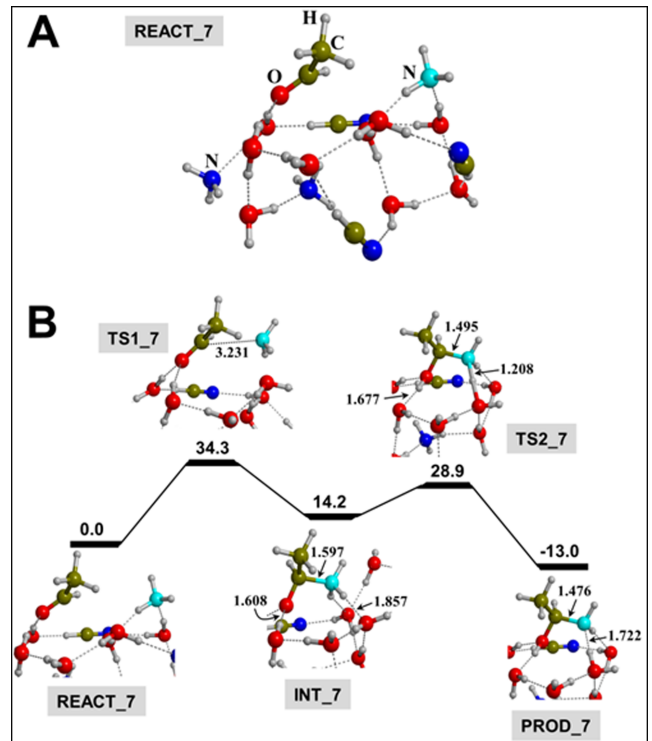 A
REACT_7
H
C
O
N
N
B
TS1_7
3.231
1.495
1.208
1.677
TS2_7
34.3
28.9
0.0
14.2
-13.0
1.597
1.608
1.857
1.476
1.722
REACT_7
INT_7
PROD_7